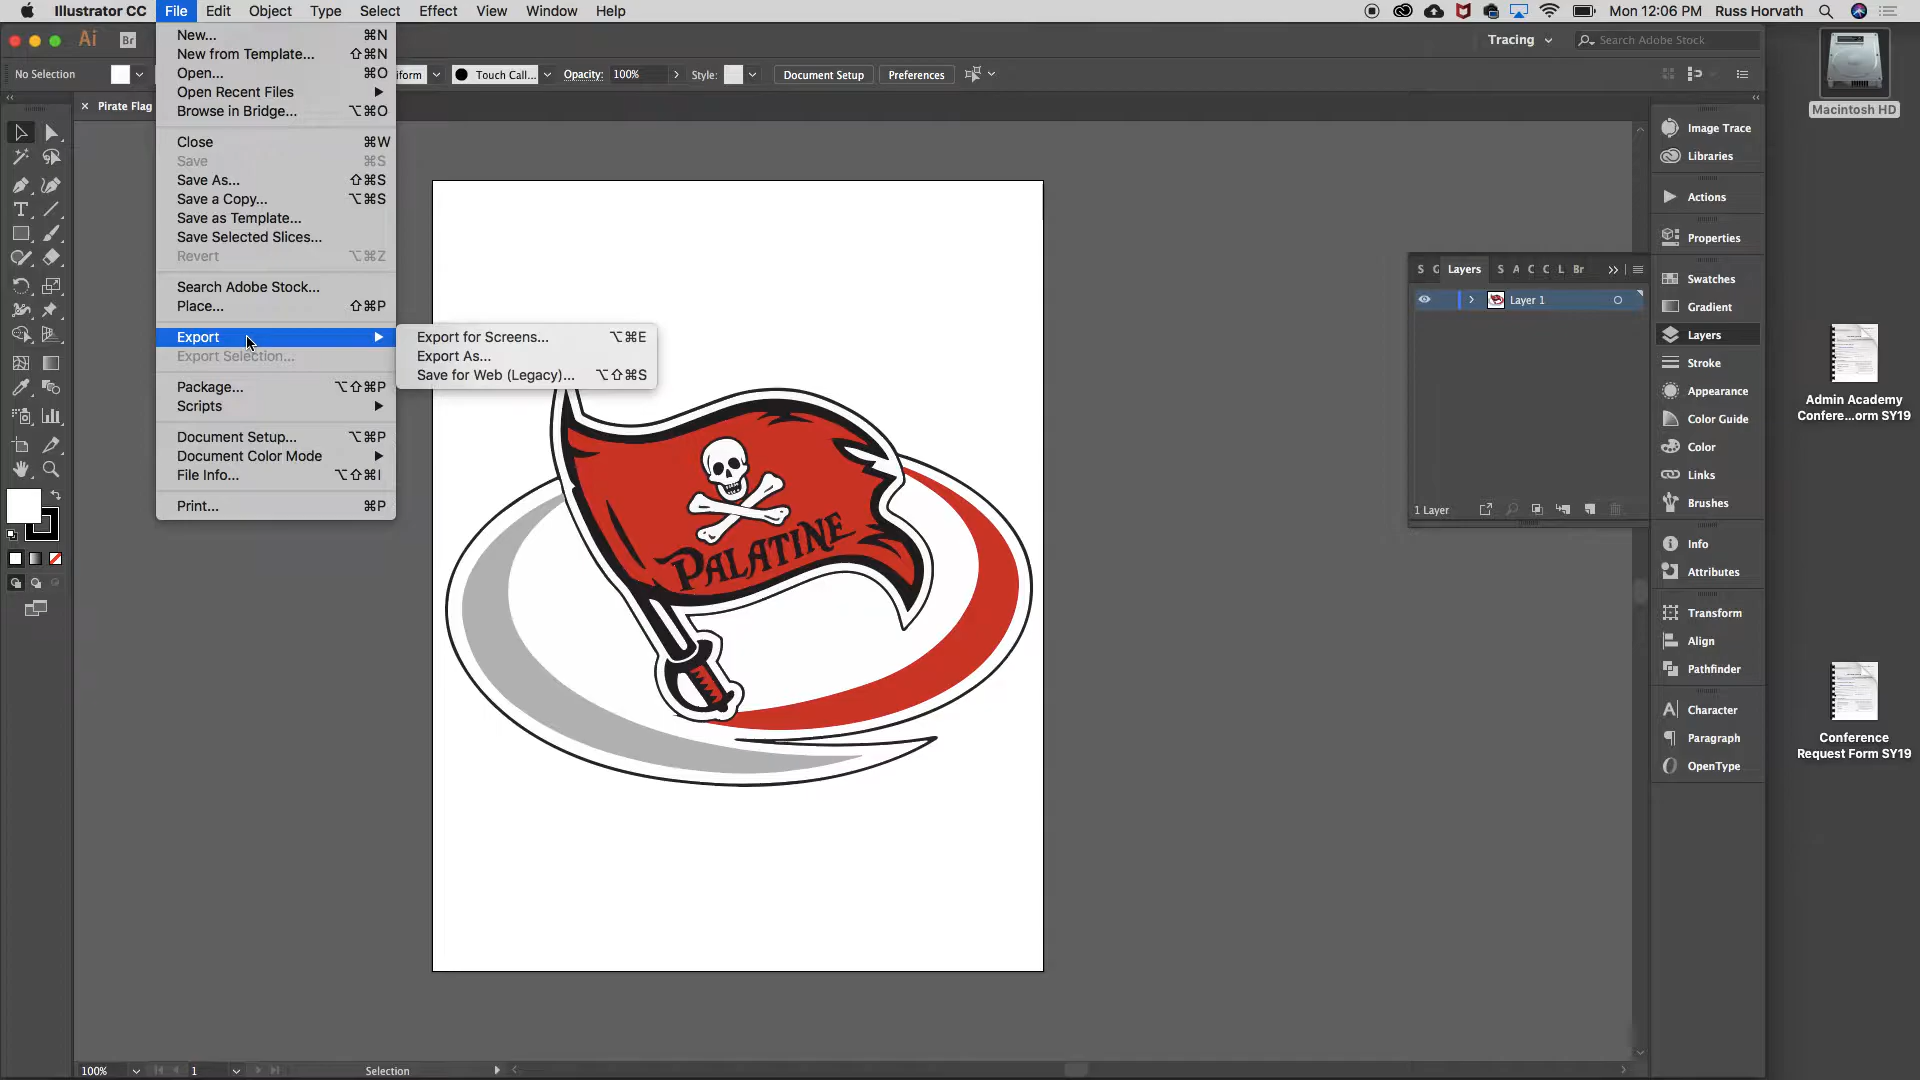 Illustrator CC File Edit Object Type Select Effect View Window Help Mon 12:06 PM Russ Horvath
Ai Br Tracing Search Adobe Stock
No Selection iform Touch Call... Opacity: 100% Style: Document Setup Preferences
× Pirate Flag
New... ⌘N
New from Template... ⇧⌘N
Open... ⌘O
Open Recent Files
Browse in Bridge... ⌥⌘O
Close ⌘W
Save ⌘S
Save As... ⇧⌘S
Save a Copy... ⌥⌘S
Save as Template...
Save Selected Slices...
Revert ⌥⌘Z
Search Adobe Stock...
Place... ⇧⌘P
Export
Export Selection...
Package... ⌥⇧⌘P
Scripts
Document Setup... ⌥⌘P
Document Color Mode
File Info... ⌥⇧⌘I
Print... ⌘P
Export for Screens... ⌥⌘E
Export As...
Save for Web (Legacy)... ⌥⇧⌘S
PALATINE
S Layers S A C C L Br
Layer 1
1 Layer
Image Trace
Libraries
Actions
Properties
Swatches
Gradient
Layers
Stroke
Appearance
Color Guide
Color
Links
Brushes
Info
Attributes
Transform
Align
Pathfinder
Character
Paragraph
OpenType
Macintosh HD
Admin Academy
Confere...orm SY19
Conference
Request Form SY19
100% 1 Selection